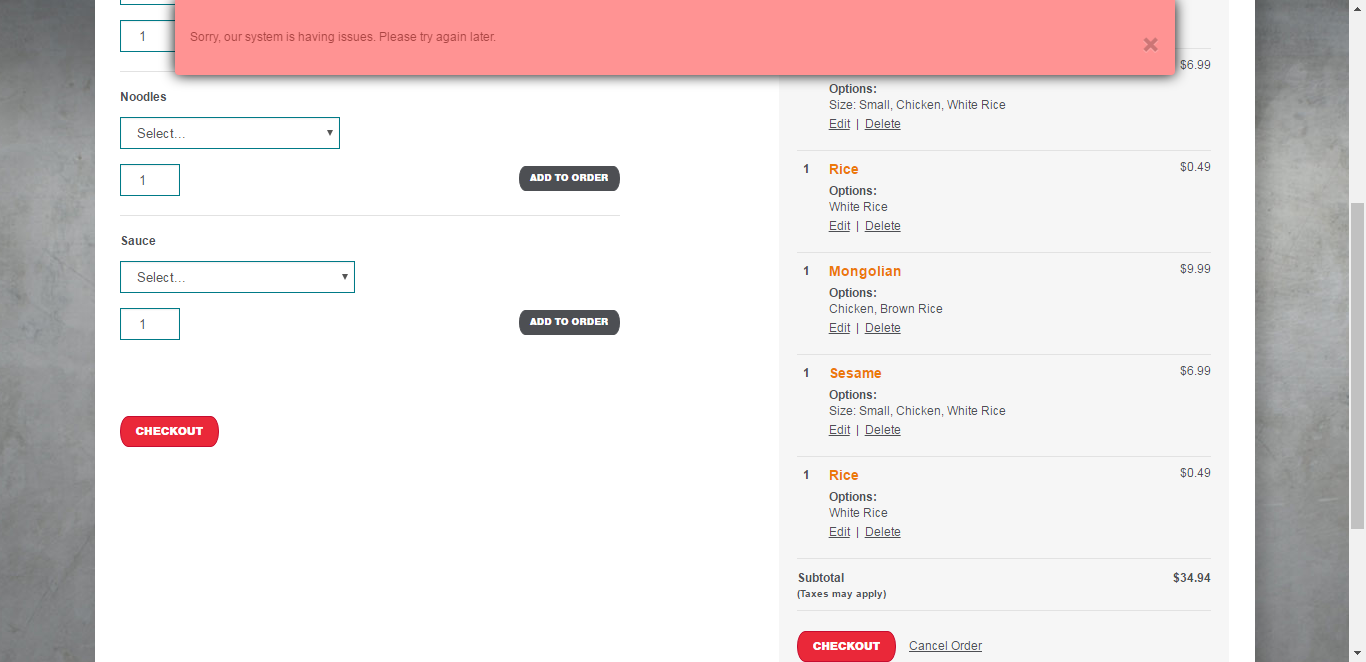 Sorry, our system is having issues. Please try again later.
×
1
Noodles
Select...
1
ADD TO ORDER
Sauce
Select...
1
ADD TO ORDER
CHECKOUT
$6.99
Options:
Size: Small, Chicken, White Rice
Edit | Delete
1 Rice $0.49
Options:
White Rice
Edit | Delete
1 Mongolian $9.99
Options:
Chicken, Brown Rice
Edit | Delete
1 Sesame $6.99
Options:
Size: Small, Chicken, White Rice
Edit | Delete
1 Rice $0.49
Options:
White Rice
Edit | Delete
Subtotal $34.94
(Taxes may apply)
CHECKOUT Cancel Order